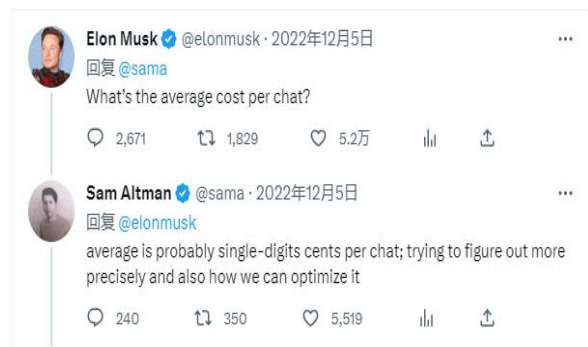 Elon Musk @elonmusk · 2022年12月5日
回复 @sama
What's the average cost per chat?
2,671 1,829 5.2万
Sam Altman @sama · 2022年12月5日
回复 @elonmusk
average is probably single-digits cents per chat; trying to figure out more
precisely and also how we can optimize it
240 350 5,519